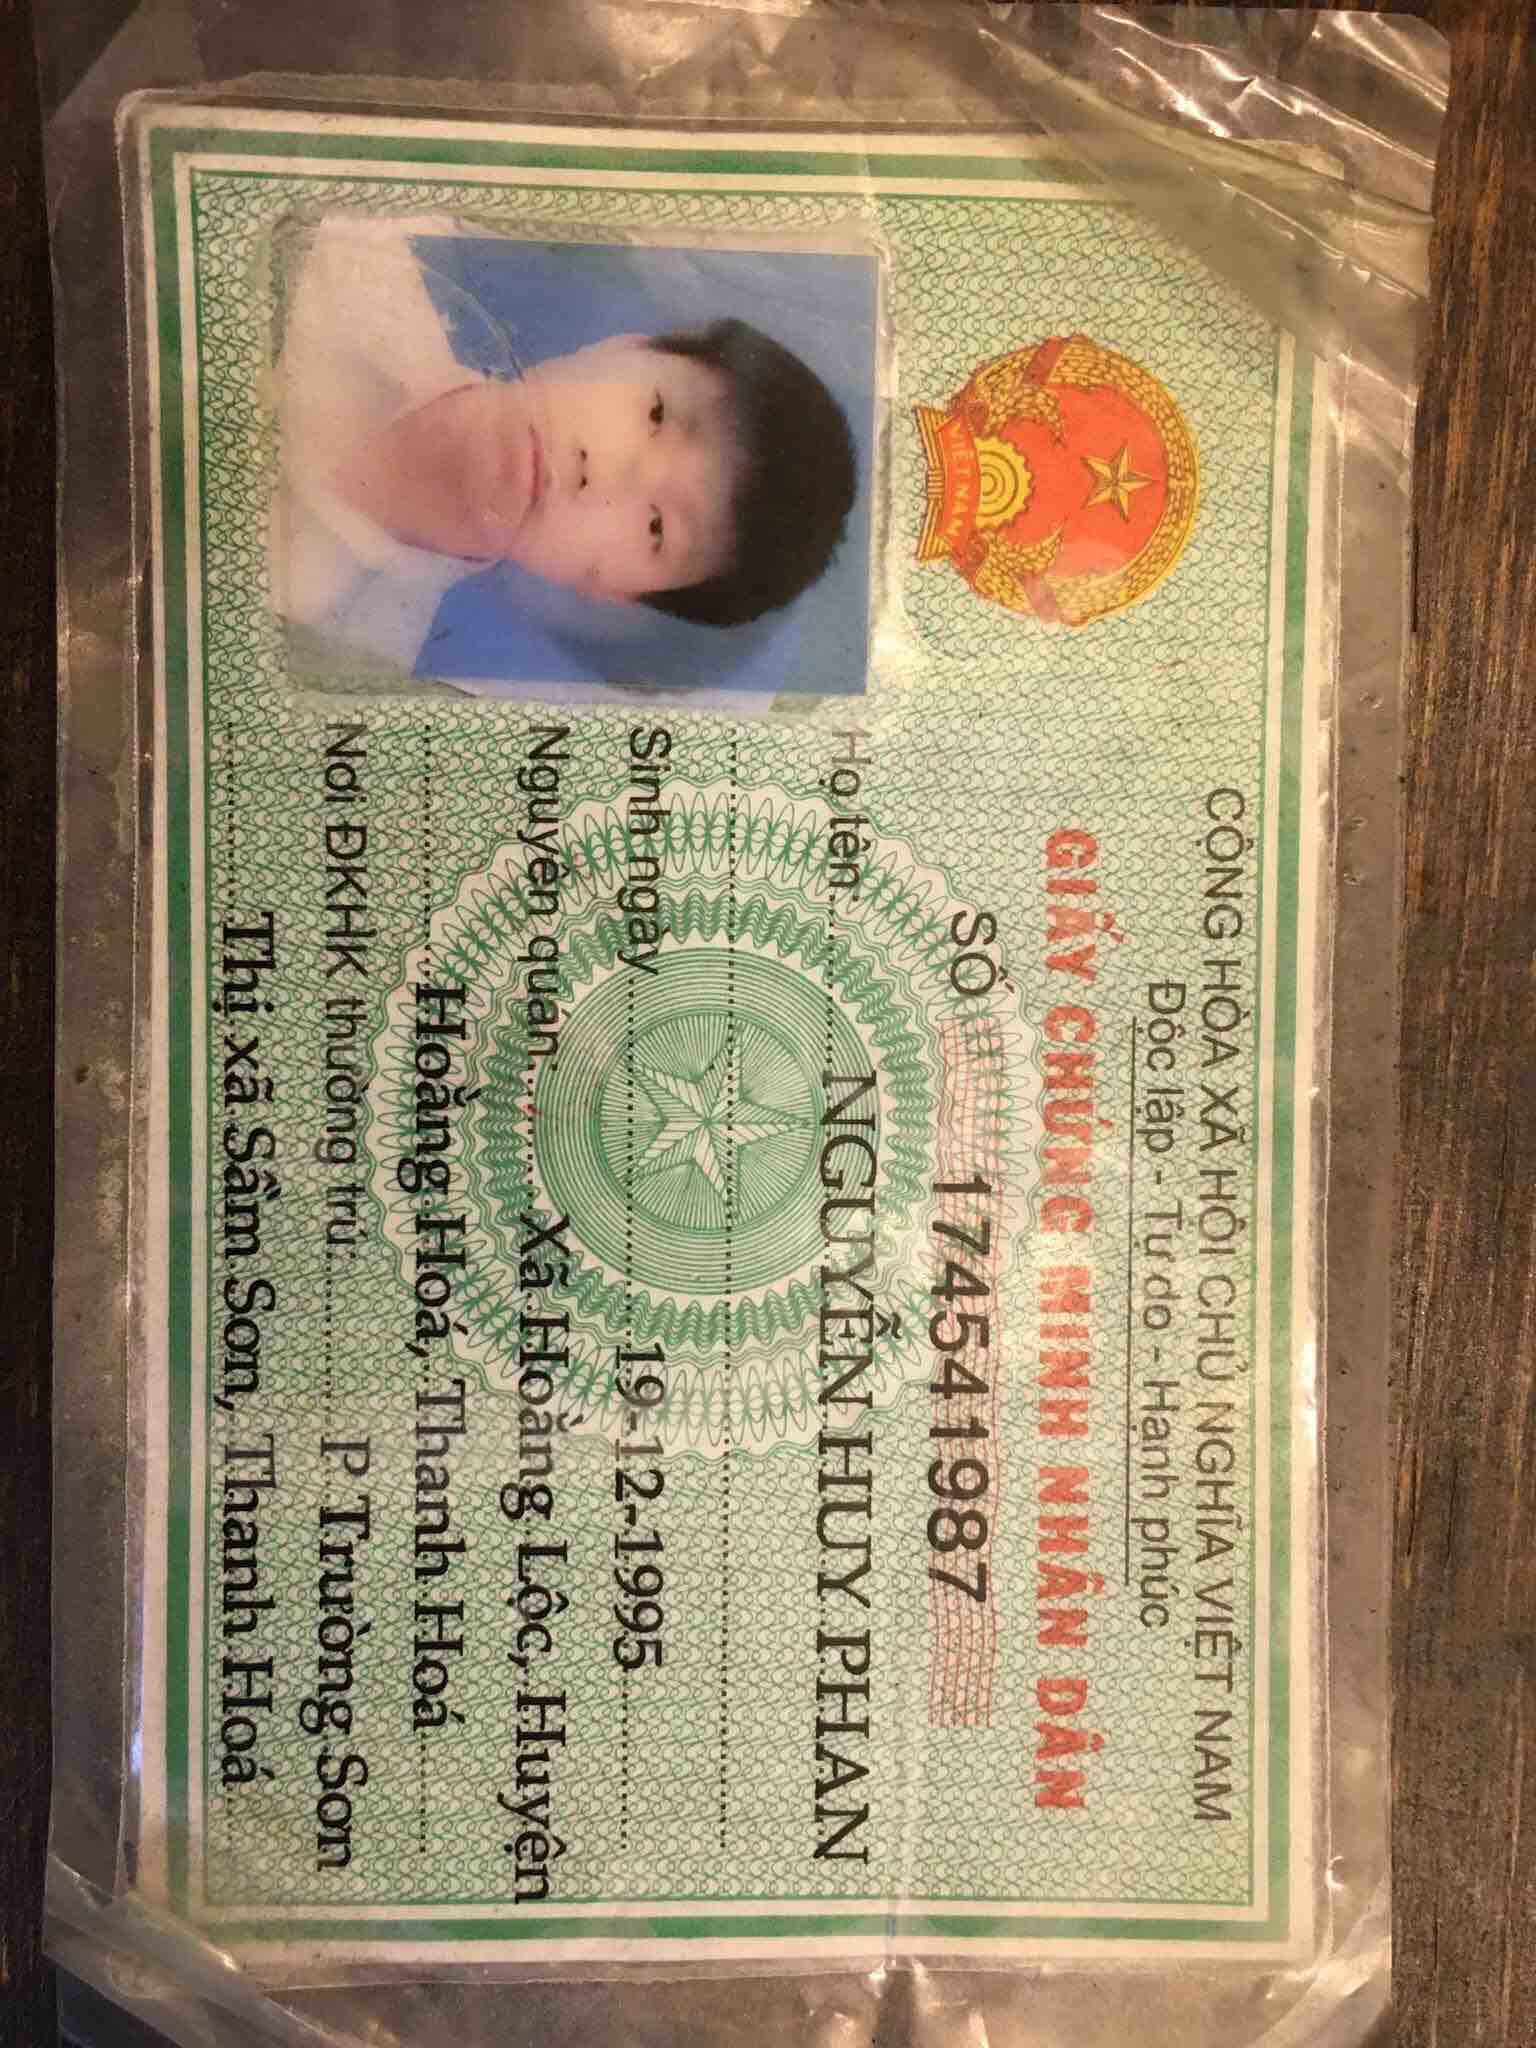 CỘNG HÒA XÃ HỘI CHỦ NGHĨA VIỆT NAM
Độc lập - Tự do - Hạnh phúc
GIẤY CHỨNG MINH NHÂN DÂN
SỐ 174541987
VIỆT NAM
Họ tên NGUYỄN HUY PHAN
Sinh ngày 19-12-1995
Nguyên quán Xã Hoằng Lộc, Huyện
Hoằng Hoá, Thanh Hoá
Nơi ĐKHK thường trú: P Trường Sơn
Thị xã Sầm Sơn, Thanh Hoá